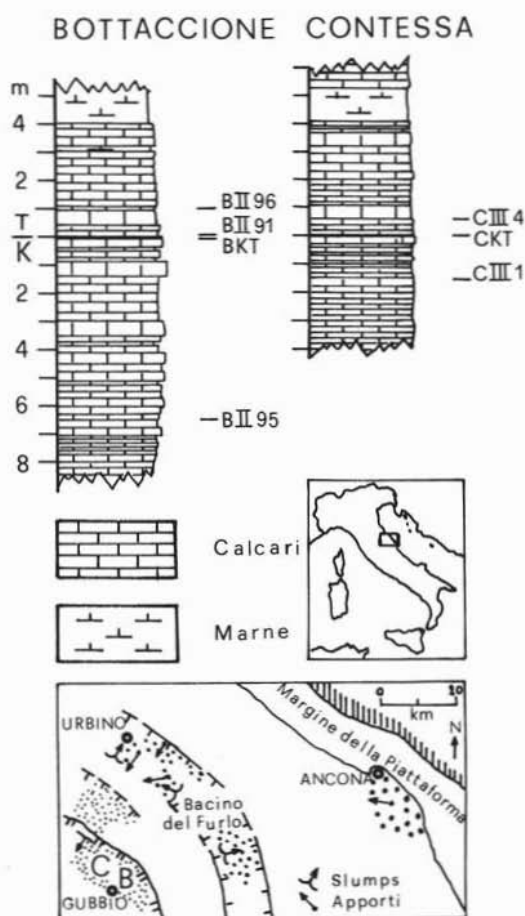 BOTTACCIONE CONTESSA
m
4
2
T
K
2
4
6
8
BII96
BII91
BKT
BII95
CIII4
CKT
CIII1
Calcari
Marne
URBINO
Bacino
del Furlo
C
B
GUBBIO
Margine della Piattaforma
0 10
km
N
ANCONA
Slumps
Apporti